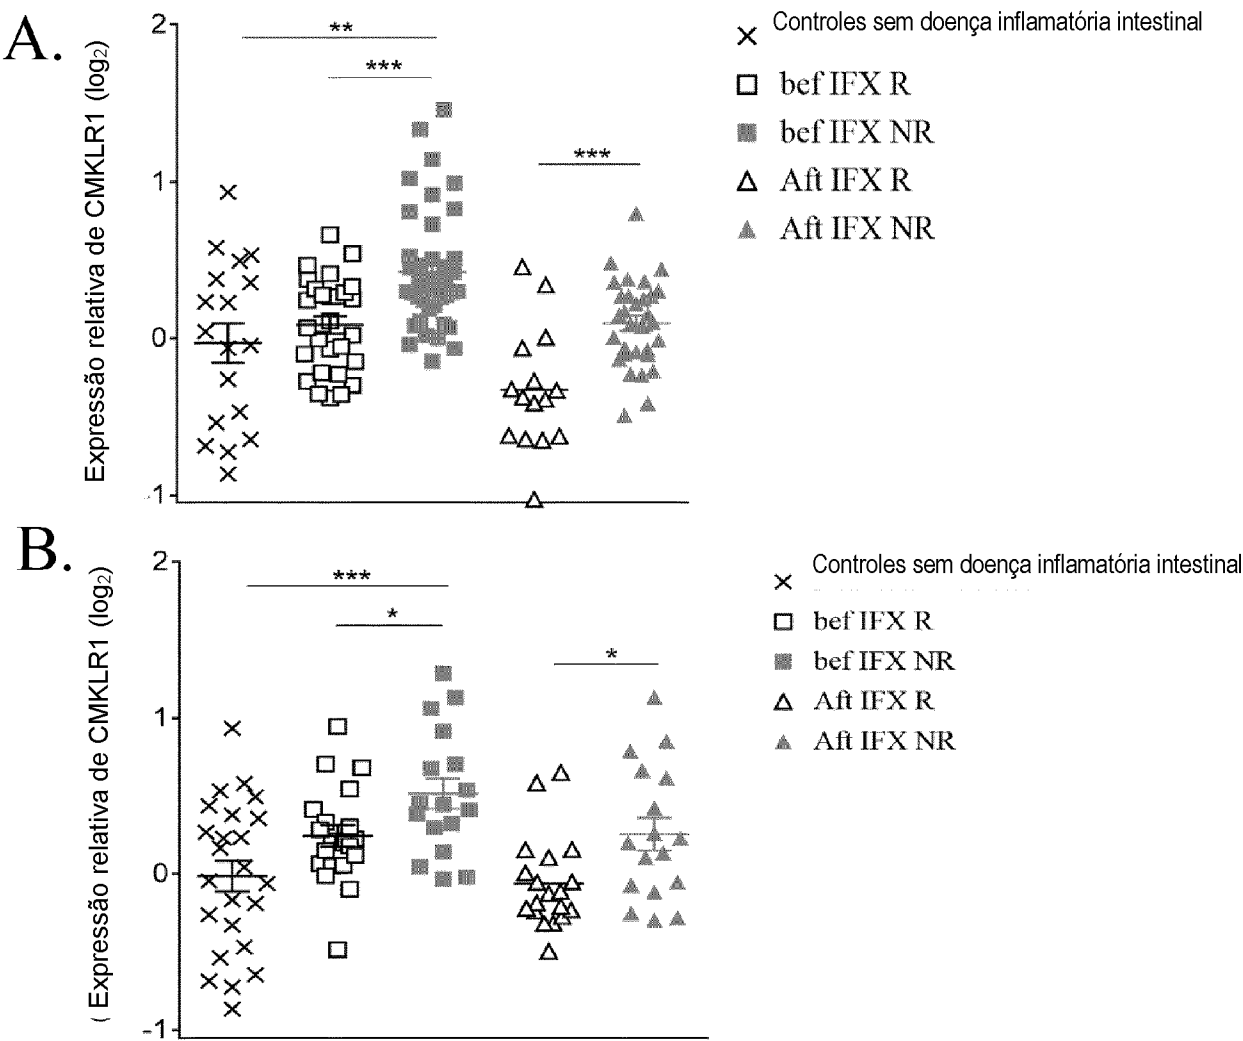 A.
Expressão relativa de CMKLR1 (log2)
2
1
0
-1
**
***
***
Controles sem doença inflamatória intestinal
bef IFX R
bef IFX NR
Aft IFX R
Aft IFX NR
B.
( Expressão relativa de CMKLR1 (log2)
2
1
0
-1
***
*
*
Controles sem doença inflamatória intestinal
bef IFX R
bef IFX NR
Aft IFX R
Aft IFX NR